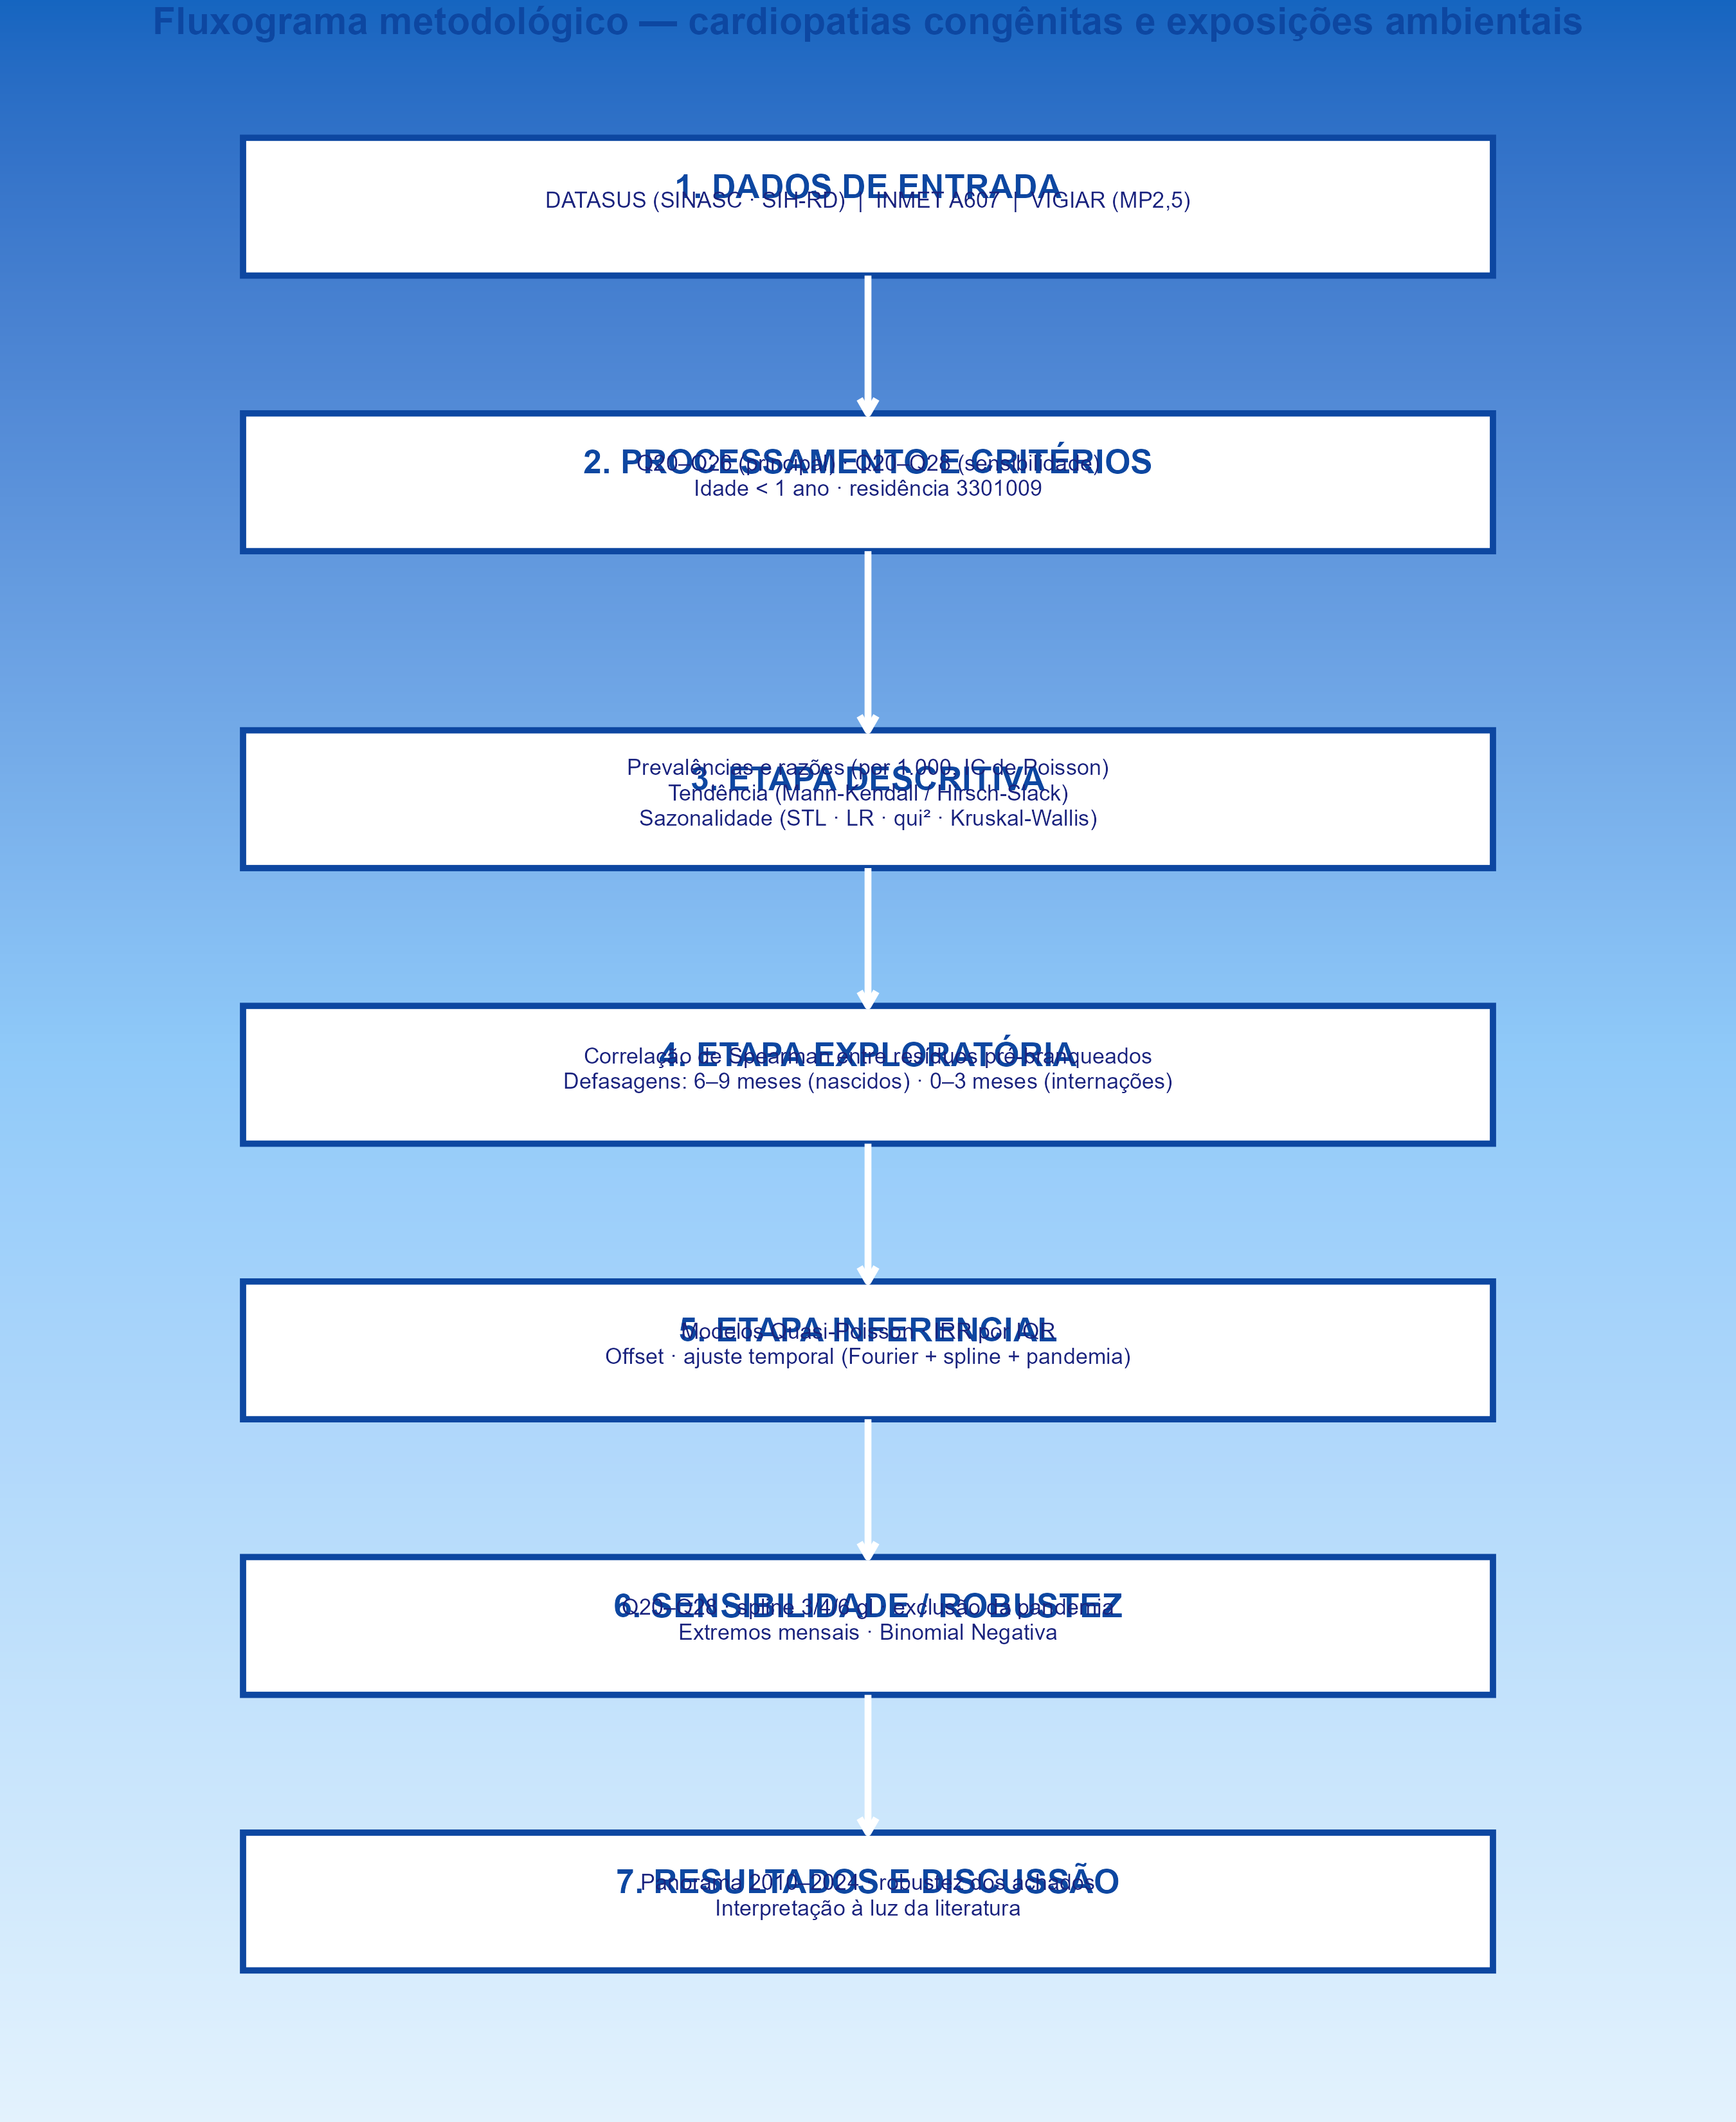 Fluxograma metodológico — cardiopatias congênitas e exposições ambientais
1. DADOS DE ENTRADA
DATASUS (SINASC · SIH-RD) | INMET A607 | VIGIAR (MP2,5)
2. PROCESSAMENTO E CRITÉRIOS
(principal) · Q20–Q28 (sensibilidade)
Idade < 1 ano · residência 3301009
3. ETAPA DESCRITIVA
Prevalências e razões (por 1.000, IC de Poisson)
Tendência (Mann-Kendall / Hirsch-Slack)
Sazonalidade (STL · LR · qui² · Kruskal-Wallis)
4. ETAPA EXPLORATÓRIA
Correlação de Spearman entre resíduos pré-branqueados
Defasagens: 6–9 meses (nascidos) · 0–3 meses (internações)
5. ETAPA INFERENCIAL
Modelos Quasi-Poisson por IQR
Offset · ajuste temporal (Fourier + spline + pandemia)
6. SENSIBILIDADE / ROBUSTEZ
Q20–Q28 · spline 3/4/6 gl · exclusão da pandemia
Extremos mensais · Binomial Negativa
7. RESULTADOS E DISCUSSÃO
Panorama 2010–2024 · robustez dos achados
Interpretação à luz da literatura